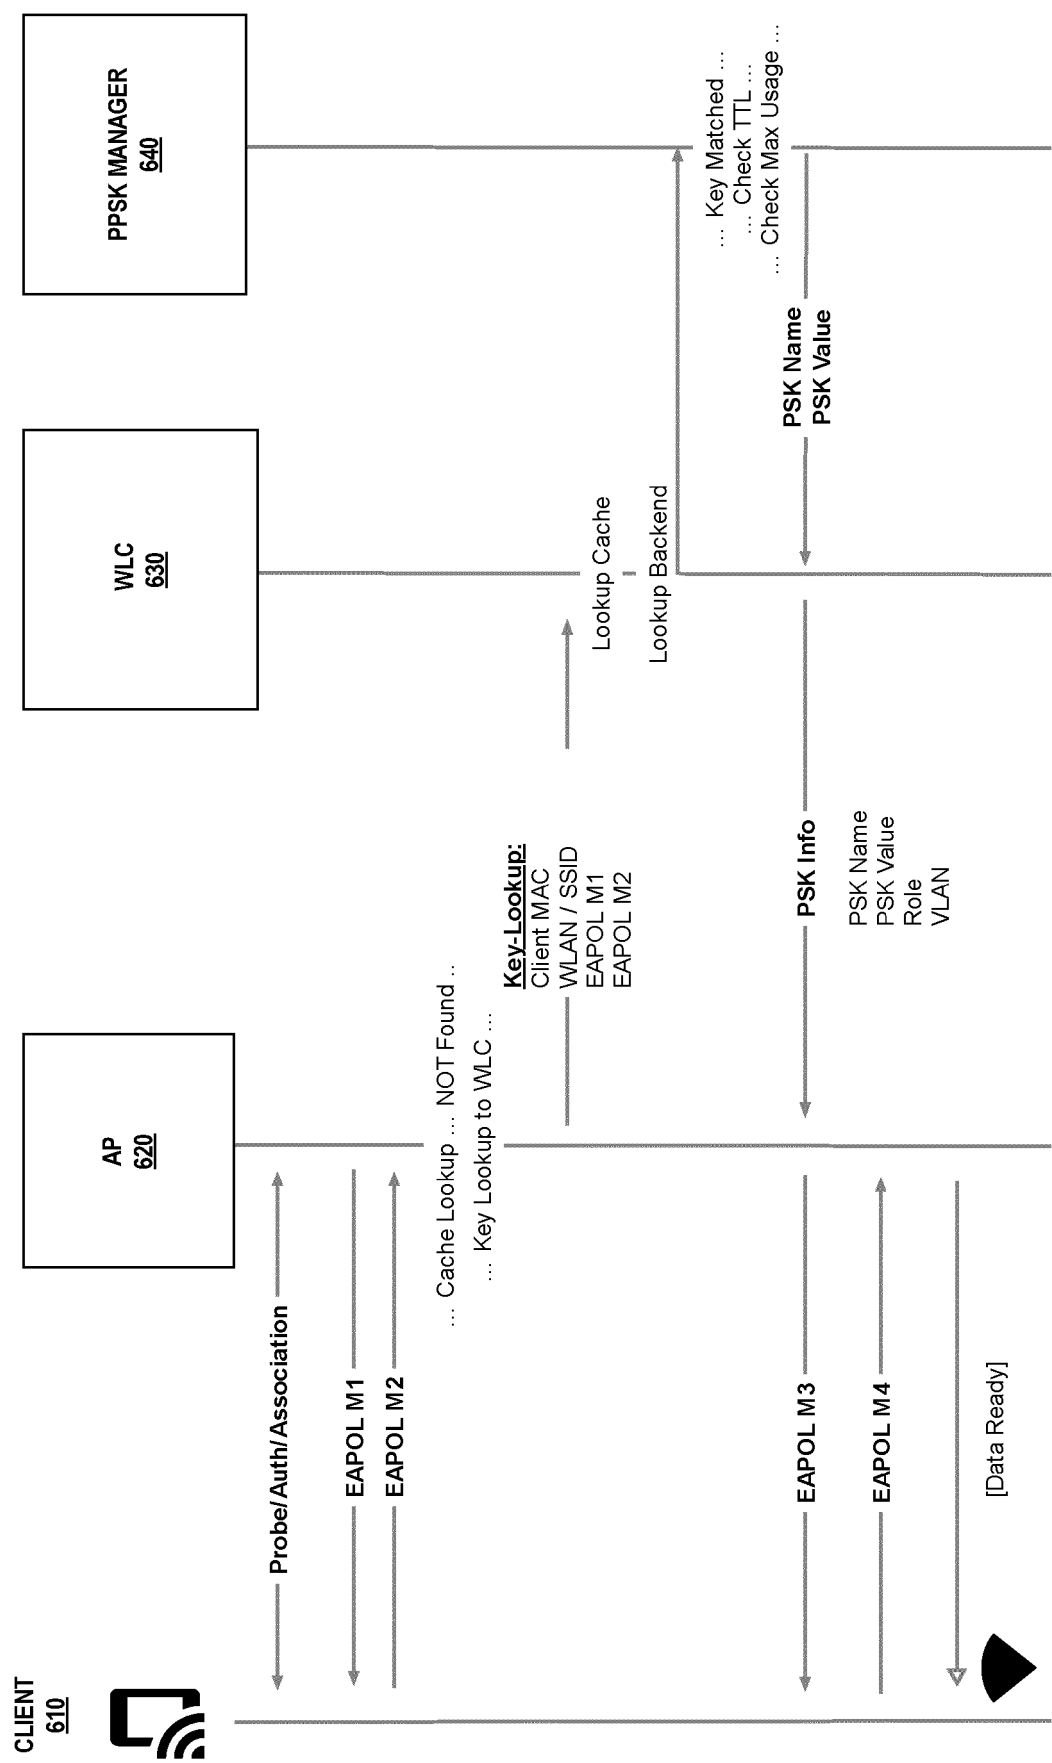 CLIENT
610
AP
620
WLC
630
PPSK MANAGER
640
Probe/Auth/Association
EAPOL M1
EAPOL M2
... Cache Lookup ... NOT Found ..
... Key Lookup to WLC ...
Key-Lookup:
Client MAC
WLAN / SSID
EAPOL M1
EAPOL M2
Lookup Cache
Lookup Backend
... Key Matched ...
... Check TTL ...
... Check Max Usage ...
PSK Name
PSK Value
PSK Info
PSK Name
PSK Value
Role
VLAN
EAPOL M3
EAPOL M4
[Data Ready]